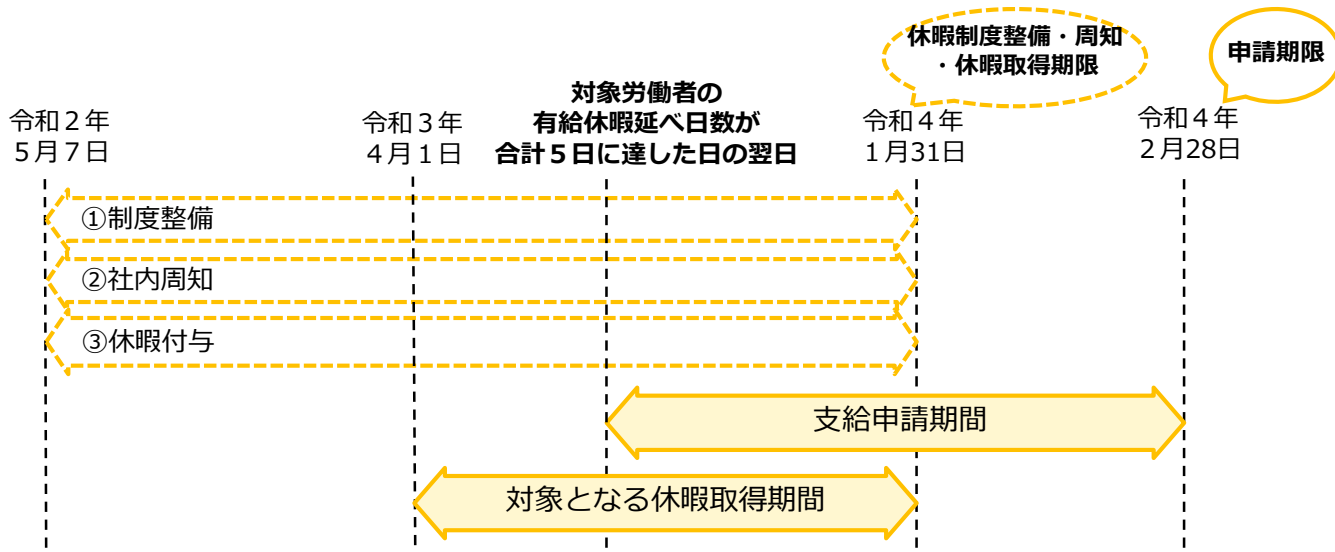 休暇制度整備・周知
・休暇取得期限
申請期限
令和２年
５月７日
令和３年
４月１日
対象労働者の
有給休暇延べ日数が
合計５日に達した日の翌日
令和４年
１月31日
令和４年
２月28日
①制度整備
②社内周知
③休暇付与
支給申請期間
対象となる休暇取得期間